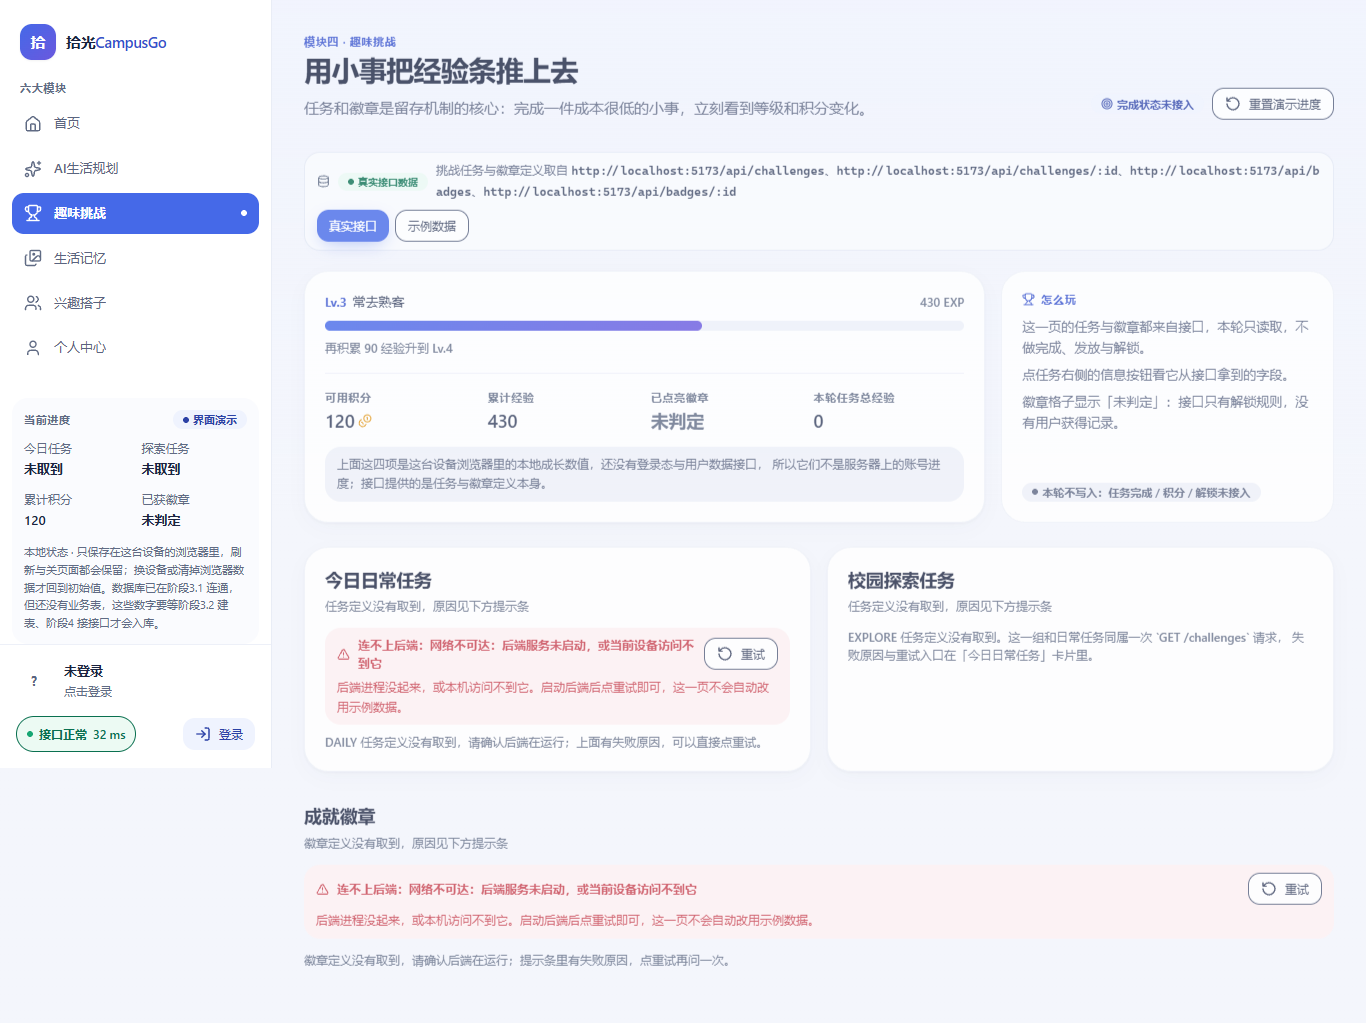 拾
拾光CampusGo
六大模块
首页
AI生活规划
趣味挑战
生活记忆
兴趣搭子
个人中心
当前进度
界面演示
今日任务
探索任务
未取到
未取到
累计积分
已获徽章
120
未判定
本地状态 · 只保存在这台设备的浏览器里，刷
新与关页面都会保留；换设备或清掉浏览器数
据才回到初始值。数据库已在阶段3.1 连通，
但还没有业务表，这些数字要等阶段3.2 建
表、阶段4 接接口才会入库。
?
未登录
点击登录
接口正常 32 ms
登录
模块四 · 趣味挑战
用小事把经验条推上去
任务和徽章是留存机制的核心：完成一件成本很低的小事，立刻看到等级和积分变化。
完成状态未接入
重置演示进度
真实接口数据
挑战任务与徽章定义取自 http://localhost:5173/api/challenges、http://localhost:5173/api/challenges/:id、http://localhost:5173/api/b
adges、http://localhost:5173/api/badges/:id
真实接口
示例数据
Lv.3 常去熟客
430 EXP
再积累 90 经验升到 Lv.4
可用积分
累计经验
已点亮徽章
本轮任务总经验
120
430
未判定
0
上面这四项是这台设备浏览器里的本地成长数值，还没有登录态与用户数据接口， 所以它们不是服务器上的账号进
度；接口提供的是任务与徽章定义本身。
怎么玩
这一页的任务与徽章都来自接口，本轮只读取，不
做完成、发放与解锁。
点任务右侧的信息按钮看它从接口拿到的字段。
徽章格子显示「未判定」：接口只有解锁规则，没
有用户获得记录。
本轮不写入：任务完成 / 积分 / 解锁未接入
今日日常任务
任务定义没有取到，原因见下方提示条
连不上后端：网络不可达：后端服务未启动，或当前设备访问不
到它
重试
后端进程没起来，或本机访问不到它。启动后端后点重试即可，这一页不会自动改
用示例数据。
DAILY 任务定义没有取到，请确认后端在运行；上面有失败原因，可以直接点重试。
校园探索任务
任务定义没有取到，原因见下方提示条
EXPLORE 任务定义没有取到。这一组和日常任务同属一次 `GET /challenges` 请求， 失
败原因与重试入口在「今日日常任务」卡片里。
成就徽章
徽章定义没有取到，原因见下方提示条
连不上后端：网络不可达：后端服务未启动，或当前设备访问不到它
重试
后端进程没起来，或本机访问不到它。启动后端后点重试即可，这一页不会自动改用示例数据。
徽章定义没有取到，请确认后端在运行；提示条里有失败原因，点重试再问一次。